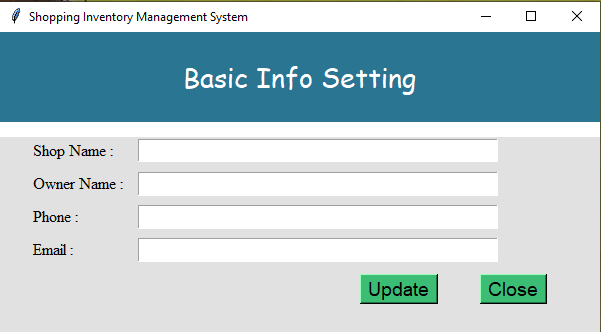 Shopping Inventory Management System
Basic Info Setting
Shop Name :
Owner Name :
Phone :
Email :
Update Close